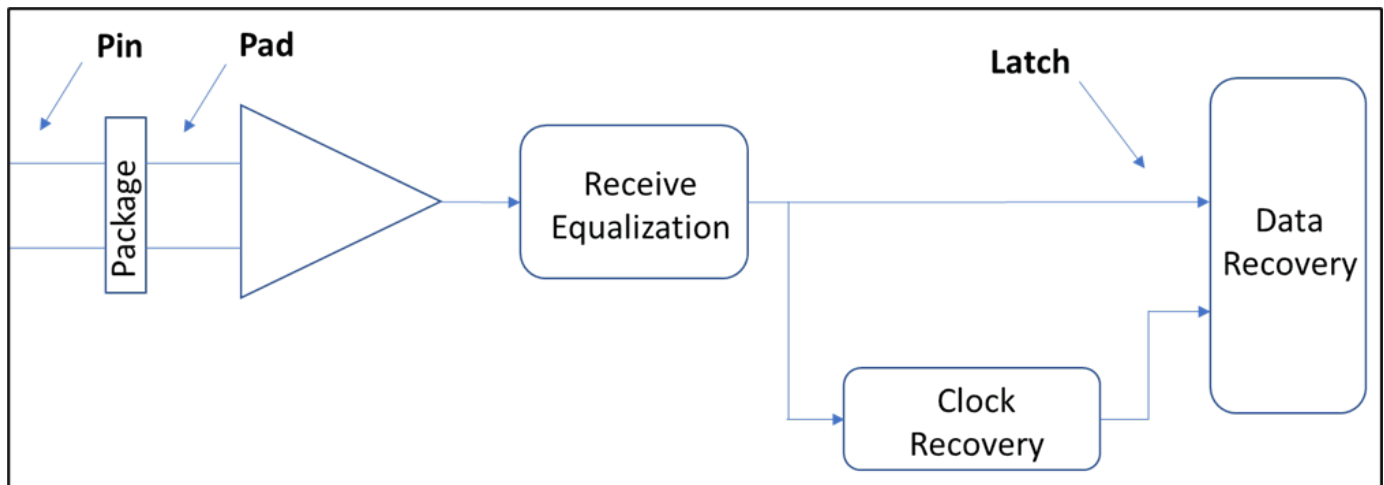 Pin
Pad
Latch
Package
Receive
Equalization
Data
Recovery
Clock
Recovery